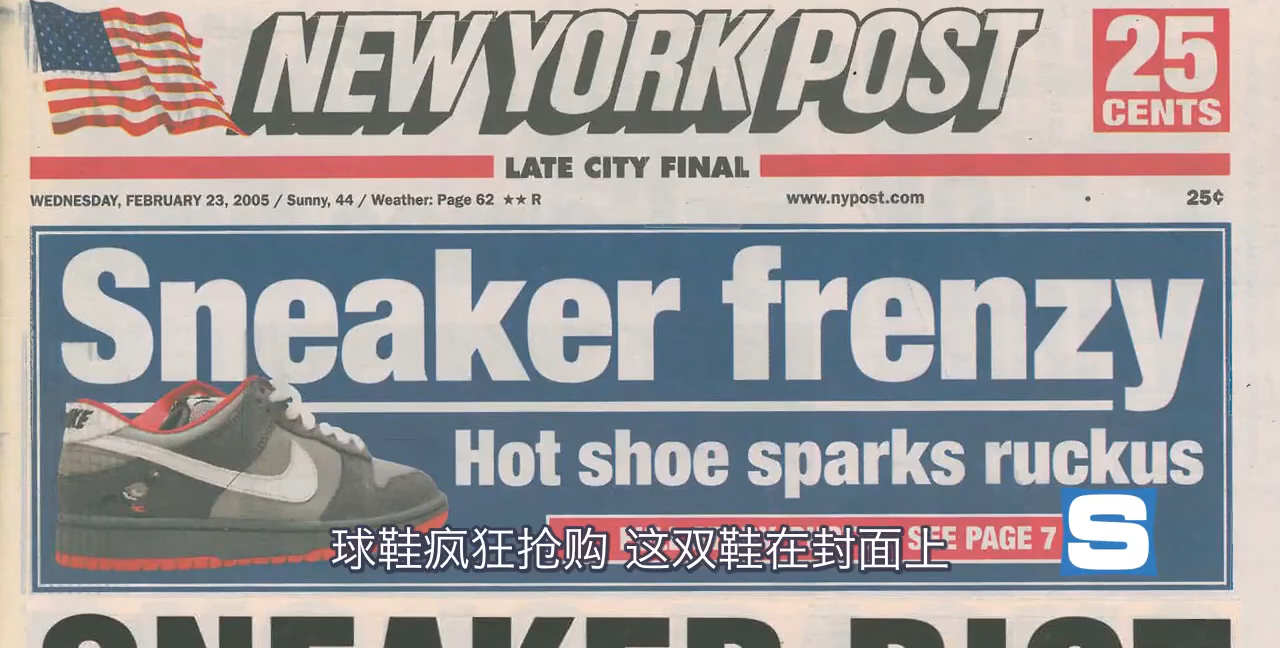 NEW YORK POST
25
CENTS
LATE CITY FINAL
WEDNESDAY, FEBRUARY 23, 2005 / Sunny, 44 / Weather: Page 62 ★★ R
www.nypost.com
25¢
Sneaker frenzy
Hot shoe sparks ruckus
SEE PAGE 7
S
球鞋疯狂抢购 这双鞋在封面上
SNEAKER